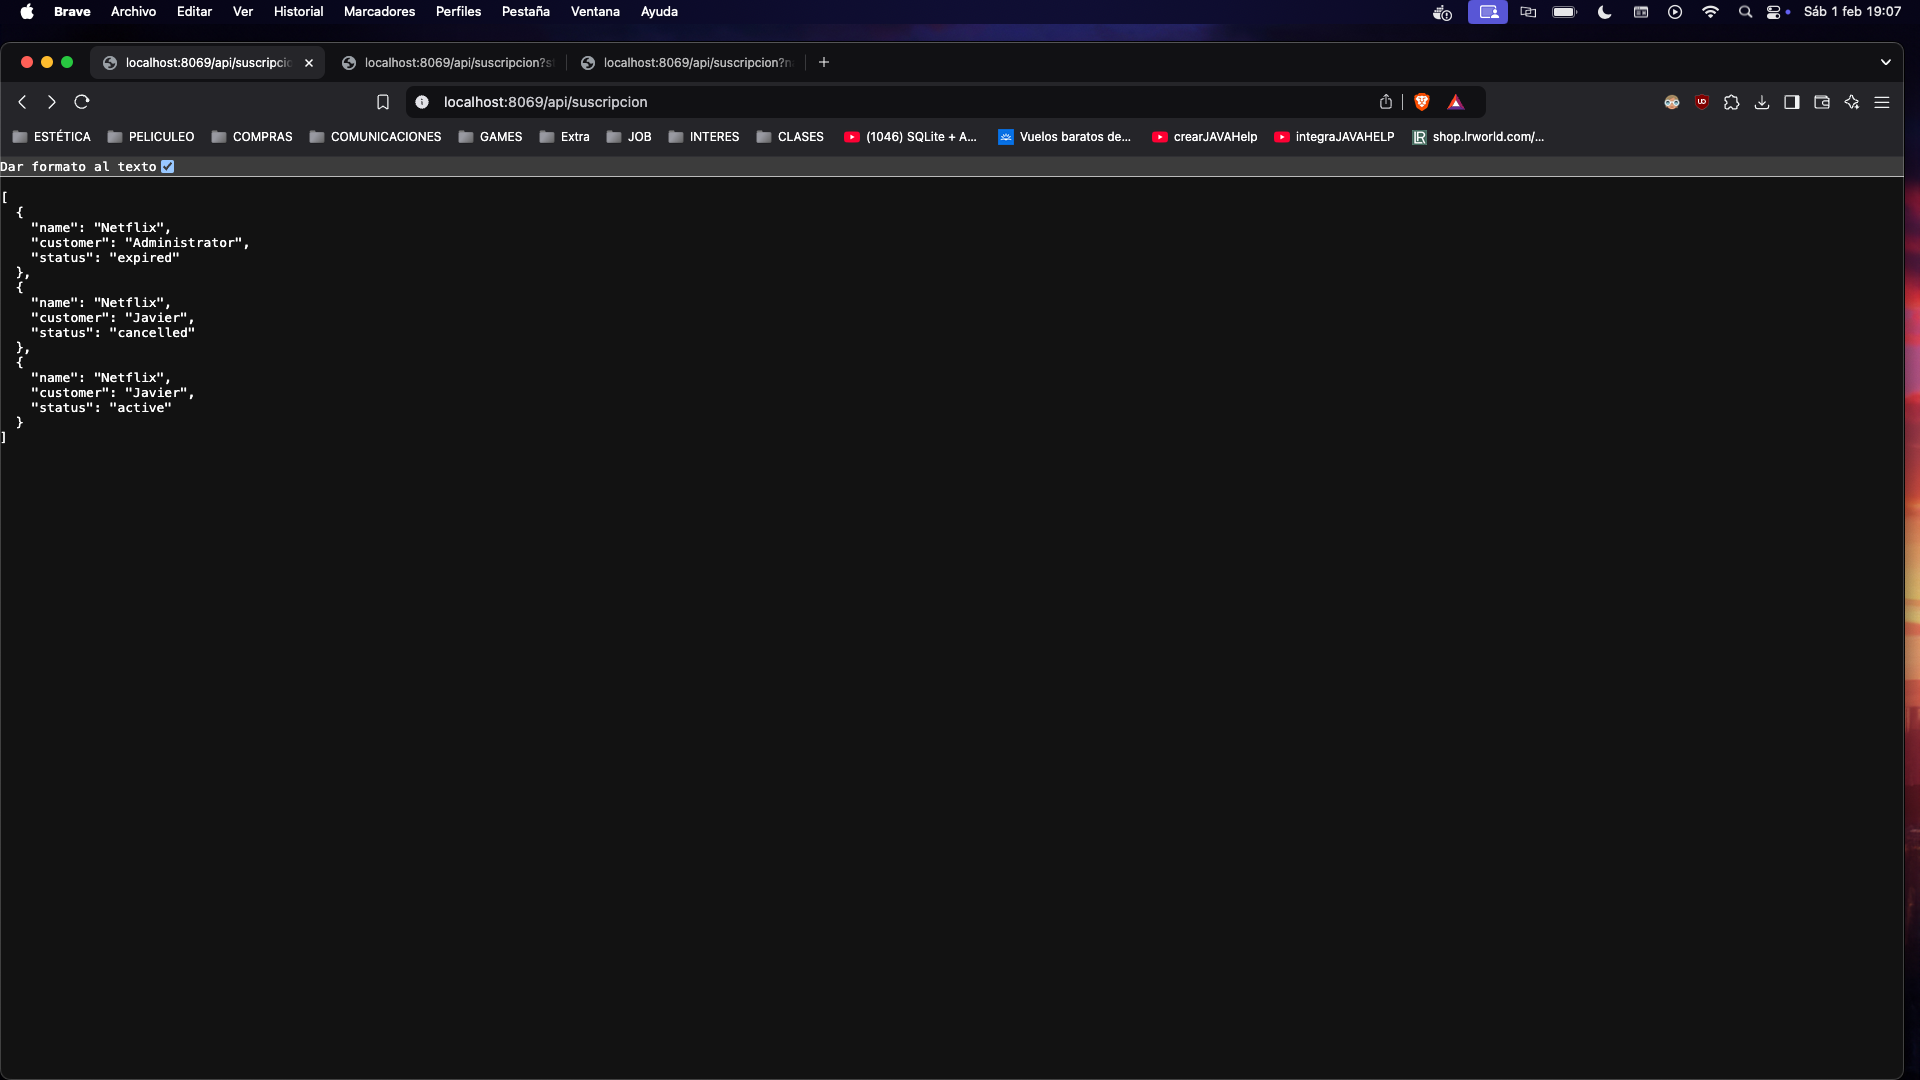 Brave Archivo Editar Ver Historial Marcadores Perfiles Pestaña Ventana Ayuda Sáb 1 feb 19:07
localhost:8069/api/suscripcio localhost:8069/api/suscripcion?s localhost:8069/api/suscripcion?n
localhost:8069/api/suscripcion
ESTÉTICA PELICULEO COMPRAS COMUNICACIONES GAMES Extra JOB INTERES CLASES (1046) SQLite + A... Vuelos baratos de... crearJAVAHelp integraJAVAHELP shop.lrworld.com/...
Dar formato al texto
[
  {
    "name": "Netflix",
    "customer": "Administrator",
    "status": "expired"
  },
  {
    "name": "Netflix",
    "customer": "Javier",
    "status": "cancelled"
  },
  {
    "name": "Netflix",
    "customer": "Javier",
    "status": "active"
  }
]